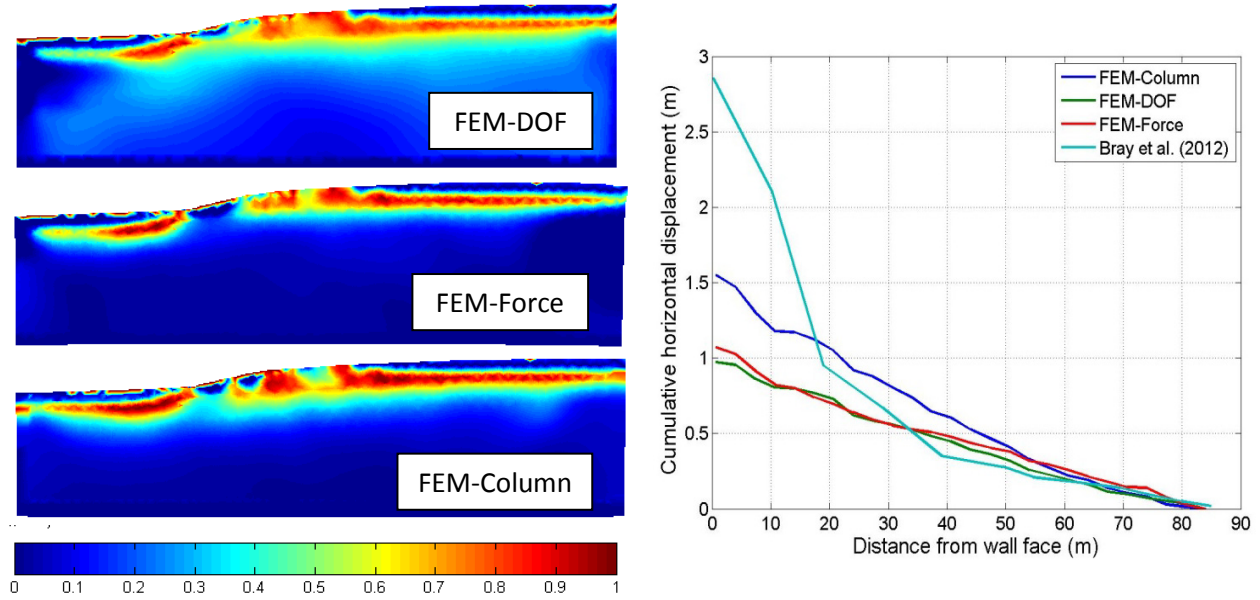 FEM-DOF
FEM-Force
FEM-Column
0 0.1 0.2 0.3 0.4 0.5 0.6 0.7 0.8 0.9 1
Cumulative horizontal displacement (m)
3
2.5
2
1.5
1
0.5
0
FEM-Column
FEM-DOF
FEM-Force
Bray et al. (2012)
0 10 20 30 40 50 60 70 80 90
Distance from wall face (m)